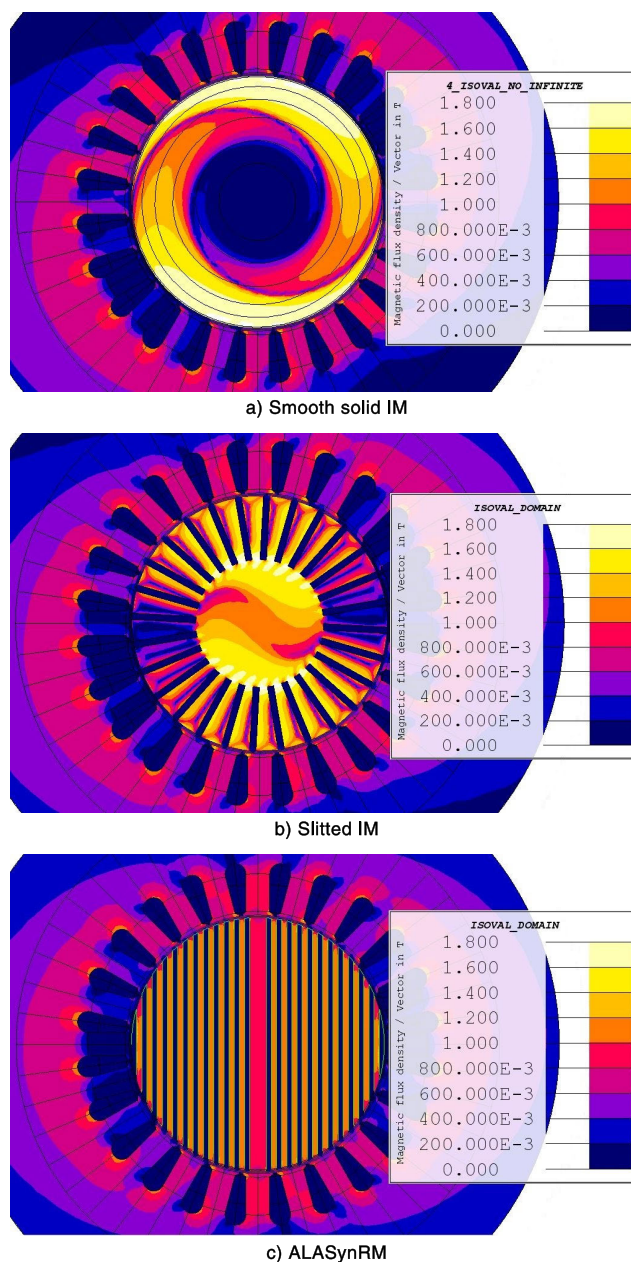 4_ISOVAL_NO_INFINITE
Magnetic flux density / Vector in T
1.800
1.600
1.400
1.200
1.000
800.000E-3
600.000E-3
400.000E-3
200.000E-3
0.000
a) Smooth solid IM
ISOVAL_DOMAIN
Magnetic flux density / Vector in T
1.800
1.600
1.400
1.200
1.000
800.000E-3
600.000E-3
400.000E-3
200.000E-3
0.000
b) Slitted IM
ISOVAL_DOMAIN
Magnetic flux density / Vector in T
1.800
1.600
1.400
1.200
1.000
800.000E-3
600.000E-3
400.000E-3
200.000E-3
0.000
c) ALASynRM